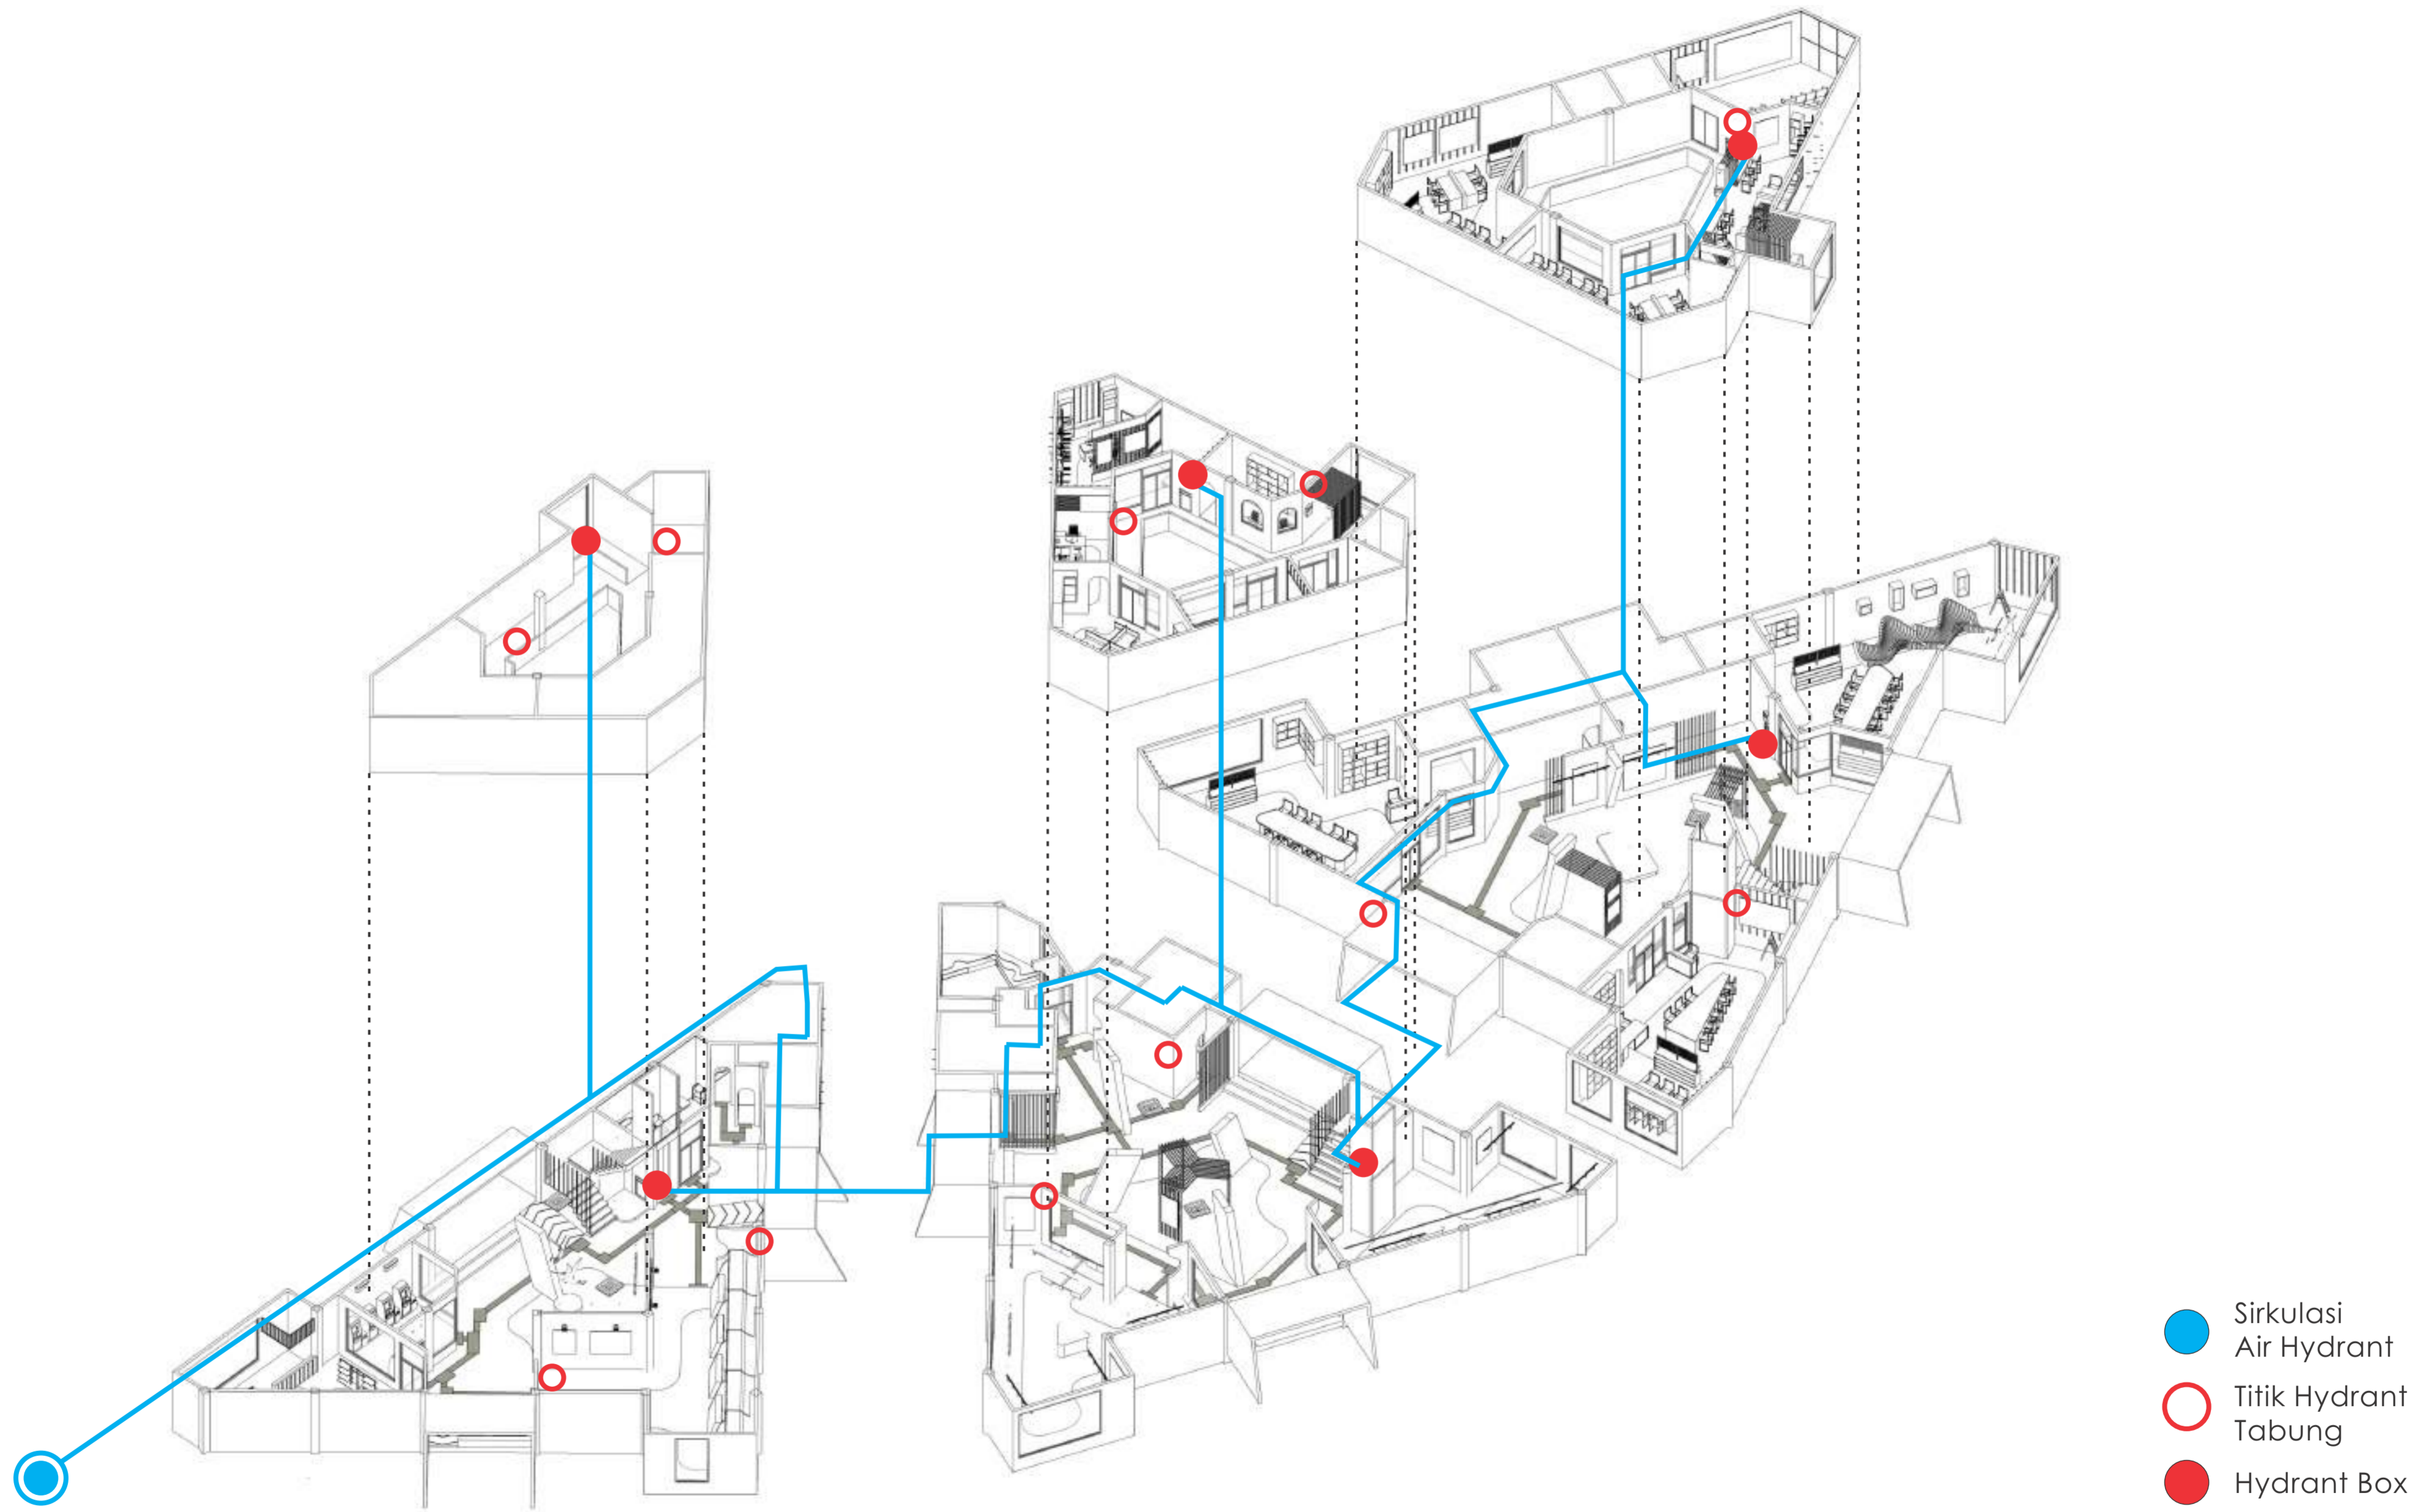 Sirkulasi
Air Hydrant
Titik Hydrant
Tabung
Hydrant Box